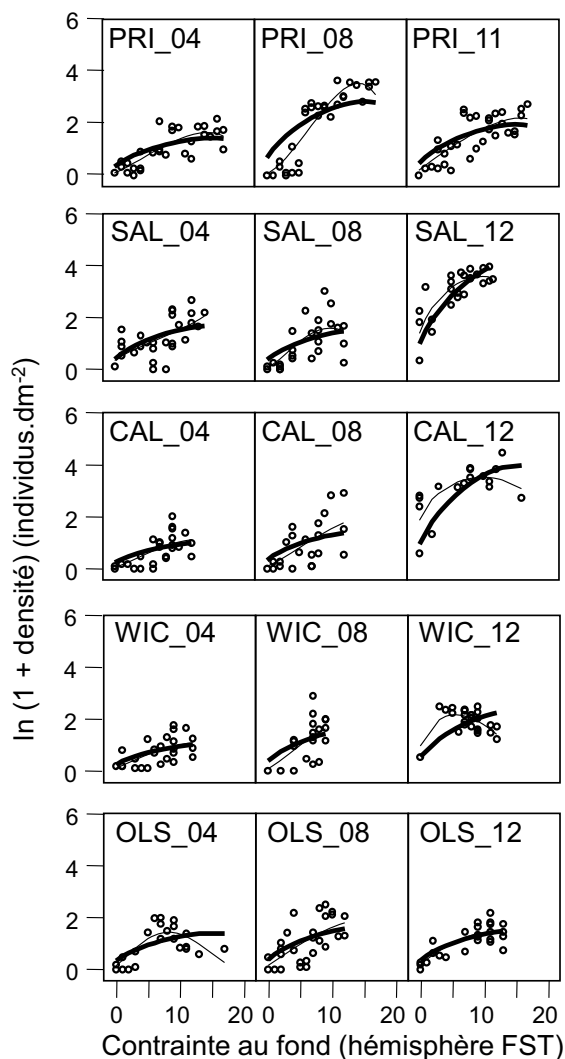 PRI_04 PRI_08 PRI_11
6
4
2
0
SAL_04 SAL_08 SAL_12
6
4
2
0
CAL_04 CAL_08 CAL_12
6
4
2
0
WIC_04 WIC_08 WIC_12
6
4
2
0
OLS_04 OLS_08 OLS_12
6
4
2
0
ln (1 + densité) (individus.dm⁻²)
0 10 20 0 10 20 0 10 20
Contrainte au fond (hémisphère FST)